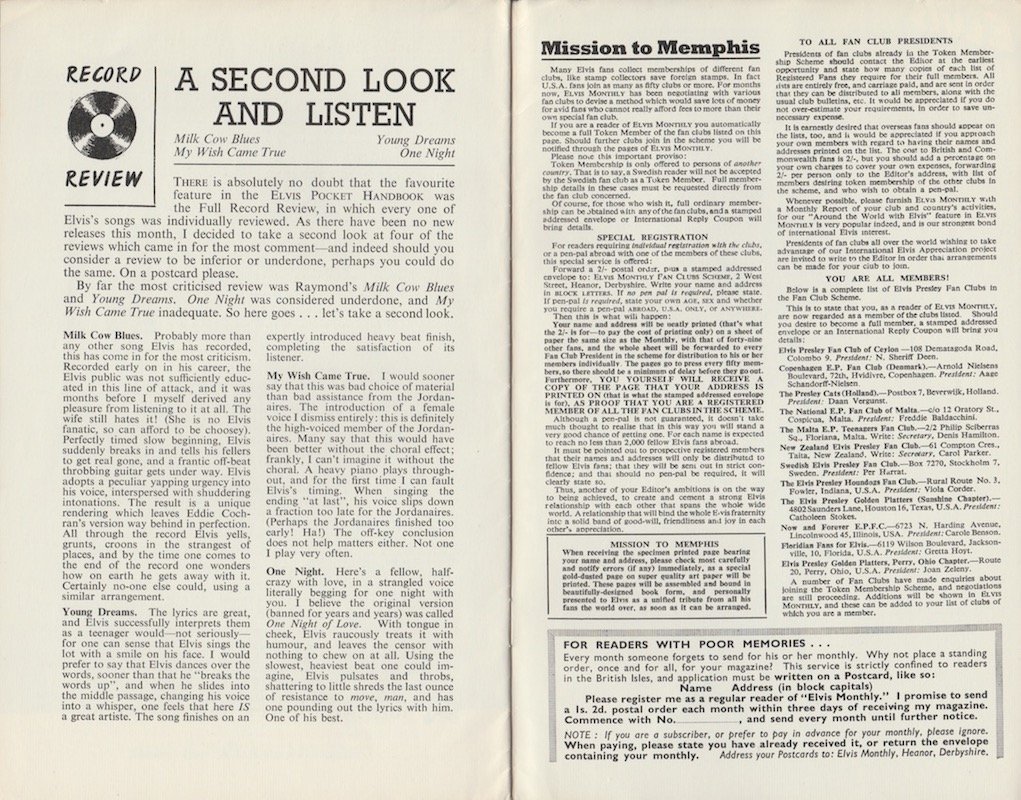 RECORD
REVIEW
A SECOND LOOK
AND LISTEN
Milk Cow Blues
Young Dreams
My Wish Came True
One Night
THERE is absolutely no doubt that the favourite
feature in the ELVIS POCKET HANDBOOK was
the Full Record Review, in which every one of
Elvis's songs was individually reviewed. As there have been no new
releases this month, I decided to take a second look at four of the
reviews which came in for the most comment—and indeed should you
consider a review to be inferior or underdone, perhaps you could do
the same. On a postcard please.
By far the most criticised review was Raymond's Milk Cow Blues
and Young Dreams. One Night was considered underdone, and My
Wish Came True inadequate. So here goes . . . let's take a second look.
Milk Cow Blues. Probably more than
any other song Elvis has recorded,
this has come in for the most criticism.
Recorded early on in his career, the
Elvis public was not sufficiently educ-
ated in this line of attack, and it was
months before I myself derived any
pleasure from listening to it at all. The
wife still hates it! (She is no Elvis
fanatic, so can afford to be choosey).
Perfectly timed slow beginning, Elvis
suddenly breaks in and tells his fellers
to get real gone, and a frantic off-beat
throbbing guitar gets under way. Elvis
adopts a peculiar yapping urgency into
his voice, interspersed with shuddering
intonations. The result is a unique
rendering which leaves Eddie Coch-
ran's version way behind in perfection.
All through the record Elvis yells,
grunts, croons in the strangest of
places, and by the time one comes to
the end of the record one wonders
how on earth he gets away with it.
Certainly no-one else could, using a
similar arrangement.
Young Dreams. The lyrics are great,
and Elvis successfully interprets them
as a teenager would—not seriously—
for one can sense that Elvis sings the
lot with a smile on his face. I would
prefer to say that Elvis dances over the
words, sooner than that he "breaks the
words up", and when he slides into
the middle passage, changing his voice
into a whisper, one feels that here IS
a great artiste. The song finishes on an
expertly introduced heavy beat finish,
completing the satisfaction of its
listener.
My Wish Came True. I would sooner
say that this was bad choice of material
than bad assistance from the Jordan-
aires. The introduction of a female
voice I dismiss entirely: this is definitely
the high-voiced member of the Jordan-
aires. Many say that this would have
been better without the choral effect;
frankly, I can't imagine it without the
choral. A heavy piano plays through-
out, and for the first time I can fault
Elvis's timing. When singing the
ending "at last", his voice slips down
a fraction too late for the Jordanaires.
(Perhaps the Jordanaires finished too
early! Ha!) The off-key conclusion
does not help matters either. Not one
I play very often.
One Night. Here's a fellow, half-
crazy with love, in a strangled voice
literally begging for one night with
you. I believe the original version
(banned for years and years) was called
One Night of Love. With tongue in
cheek, Elvis raucously treats it with
humour, and leaves the censor with
nothing to chew on at all. Using the
slowest, heaviest beat one could im-
agine, Elvis pulsates and throbs,
shattering to little shreds the last ounce
of resistance to move, man, and has
one pounding out the lyrics with him.
One of his best.
Mission to Memphis
Many Elvis fans collect memberships of different fan
clubs, like stamp collectors save foreign stamps. In fact
U.S.A. fans join as many as fifty clubs or more. For months
now, ELVIS MONTHLY has been negotiating with various
fan clubs to devise a method which would save lots of money
for avid fans who cannot really afford fees to more than their
own special fan club.
If you are a reader of ELVIS MONTHLY you automatically
become a full Token Member of the fan clubs listed on this
page. Should further clubs join in the scheme you will be
notified through the pages of ELVIS MONTHLY.
Please note this important proviso:
Token Membership is only offered to persons of another
country. That is to say, a Swedish reader will not be accepted
by the Swedish fan club as a Token Member. Full member-
ship details in these cases must be requested directly from
the fan club concerned.
Of course, for those who wish it, full ordinary member-
ship can be obtained with any of the fan clubs, and a stamped
addressed envelope or International Reply Coupon will
bring details.
SPECIAL REGISTRATION
For readers requiring individual registration with the clubs,
or a pen-pal abroad with one of the members of these clubs,
this special service is offered:
Forward a 2/- postal order, plus a stamped addressed
envelope to: ELVIS MONTHLY FAN CLUBS SCHEME, 2 West
Street, Heanor, Derbyshire. Write your name and address
in BLOCK LETTERS. If no pen pal is required, please state.
If pen-pal is required, state your own AGE, SEX and whether
you require a pen-pal ABROAD, U.S.A. ONLY, OR ANYWHERE.
Then this is what will happen:
Your name and address will be neatly printed (that's what
the 2/- is for—to pay the cost of printing only) on a sheet of
paper the same size as the Monthly, with that of forty-nine
other fans, and the whole sheet will be forwarded to every
Fan Club President in the scheme for distribution to his or her
members individually. The pages go to press every fifty mem-
bers, so there should be a minimum of delay before they go out.
Furthermore, YOU YOURSELF WILL RECEIVE A
COPY OF THE PAGE THAT YOUR ADDRESS IS
PRINTED ON (that is what the stamped addressed envelope
is for), AS PROOF THAT YOU ARE A REGISTERED
MEMBER OF ALL THE FAN CLUBS IN THE SCHEME.
Although a pen-pal is not guaranteed, it doesn't take
much thought to realise that in this way you will stand a
very good chance of getting one. For each name is expected
to reach no less than 2,000 fellow Elvis fans abroad.
It must be pointed out to prospective registered members
that their names and addresses will only be distributed to
fellow Elvis fans; that they will be sent out in strict con-
fidence; and that should no pen-pal be required, it will
clearly state so.
Thus, another of your Editor's ambitions is on the way
to being achieved, to create and cement a strong Elvis
relationship with each other that spans the whole wide
world. A relationship that will bind the whole Elvis fraternity
into a solid band of good-will, friendliness and joy in each
other's appreciation.
MISSION TO MEMPHIS
When receiving the specimen printed page bearing
your name and address, please check most carefully
and notify errors (if any) immediately, as a special
gold-dusted page on super quality art paper will be
printed. These pages will be assembled and bound in
beautifully-designed book form, and personally
presented to Elvis as a unified tribute from all his
fans the world over, as soon as it can be arranged.
TO ALL FAN CLUB PRESIDENTS
Presidents of fan clubs already in the Token Member-
ship Scheme should contact the Editor at the earliest
opportunity and state how many copies of each list of
Registered Fans they require for their full members. All
lists are entirely free, and carriage paid, and are sent in order
that they can be distributed to all members, along with the
usual club bulletins, etc. It would be appreciated if you do
not over-estimate your requirements, in order to save un-
necessary expense.
It is earnestly desired that overseas fans should appear on
the lists, too, and it would be appreciated if you approach
your own members with regard to having their names and
addresses printed on the list. The cost to British and Com-
monwealth fans is 2/-, but you should add a percentage on
your own charges to cover your own expenses, forwarding
2/- per person only to the Editor's address, with list of
members desiring token membership of the other clubs in
the scheme, and who wish to obtain a pen-pal.
Whenever possible, please furnish ELVIS MONTHLY with
a Monthly Report of your club and country's activities,
for our "Around the World with Elvis" feature in ELVIS
MONTHLY is very popular indeed, and is our strongest bond
of international Elvis interest.
Presidents of fan clubs all over the world wishing to take
advantage of our International Elvis Appreciation project
are invited to write to the Editor in order that arrangements
can be made for your club to join.
YOU ARE ALL MEMBERS!
Below is a complete list of Elvis Presley Fan Clubs in
the Fan Club Scheme.
This is to state that you, as a reader of ELVIS MONTHLY,
are now regarded as a member of the clubs listed. Should
you desire to become a full member, a stamped addressed
envelope or an International Reply Coupon will bring you
details:
Elvis Presley Fan Club of Ceylon—108 Dematagoda Road,
Colombo 9. President: N. Sheriff Deen.
Copenhagen E.P. Fan Club (Denmark).—Arnold Nielsens
Boulevard, 72th, Hvidivre, Copenhagen. President: Aage
Schandorff-Nielsen.
The Presley Cats (Holland).—Postbox 7, Beverwijk, Holland.
President: Daan Vergunst.
The National E.P. Fan Club of Malta.—c/o 12 Oratory St.,
Cospicua, Malta. President: Freddie Baldacchini.
The Malta E.P. Teenagers Fan Club.—2/2 Philip Sciberras
Sq., Floriana, Malta. Write: Secretary, Denis Hamilton.
New Zealand Elvis Presley Fan Club.—61 Compton Cres.,
Taita, New Zealand. Write: Secretary, Carol Parker.
Swedish Elvis Presley Fan Club.—Box 7270, Stockholm 7,
Sweden. President: Per Harrat.
The Elvis Presley Houndogs Fan Club.—Rural Route No. 3,
Fowler, Indiana, U.S.A. President: Viola Corder.
The Elvis Presley Golden Platters (Sunshine Chapter).—
4802 Saunders Lane, Houston 16, Texas, U.S.A. President:
Catholeen Stokes.
Now and Forever E.P.F.C.—6723 N. Harding Avenue,
Lincolnwood 45, Illinois, USA. President: Carole Benson.
Floridian Fans for Elvis.—6119 Wilson Boulevard, Jackson-
ville, 10, Florida, U.S.A. President: Gretta Hoyt.
Elvis Presley Golden Platters, Perry, Ohio Chapter.—Route
20, Perry, Ohio, U.S.A. President: Joan Zeleny.
A number of Fan Clubs have made enquiries about
joining the Token Membership Scheme, and negotiations
are still proceeding. Additions will be shown in ELVIS
MONTHLY, and these can be added to your list of clubs of
which you are a member.
FOR READERS WITH POOR MEMORIES . . .
Every month someone forgets to send for his or her monthly. Why not place a standing
order, once and for all, for your magazine? This service is strictly confined to readers
in the British Isles, and application must be written on a Postcard, like so:
Name Address (in block capitals)
Please register me as a regular reader of "Elvis Monthly." I promise to send
a 1s. 2d. postal order each month within three days of receiving my magazine.
Commence with No.__________, and send every month until further notice.
NOTE : If you are a subscriber, or prefer to pay in advance for your monthly, please ignore.
When paying, please state you have already received it, or return the envelope
containing your monthly. Address your Postcards to: Elvis Monthly, Heanor, Derbyshire.